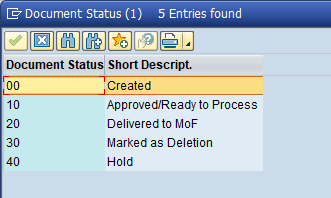 Document Status (1)    5 Entries found
Document Status Short Descript.
00 Created
10 Approved/Ready to Process
20 Delivered to MoF
30 Marked as Deletion
40 Hold